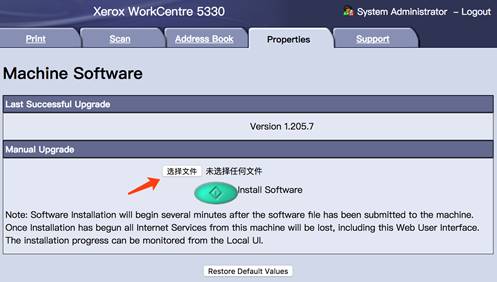 Xerox WorkCentre 5330
System Administrator - Logout
Print
Scan
Address Book
Properties
Support
Machine Software
Last Successful Upgrade
Version 1.205.7
Manual Upgrade
选择文件 未选择任何文件
Install Software
Note: Software Installation will begin several minutes after the software file has been submitted to the machine.
Once Installation has begun all Internet Services from this machine will be lost, including this Web User Interface.
The installation progress can be monitored from the Local UI.
Restore Default Values